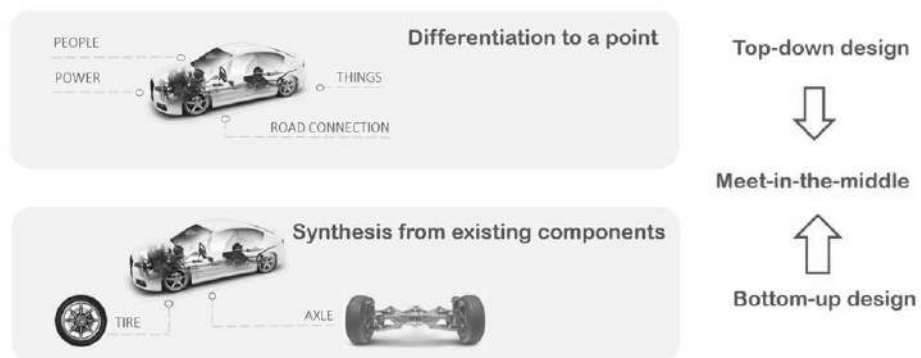 Differentiation to a point
PEOPLE
POWER
THINGS
ROAD CONNECTION
Synthesis from existing components
TIRE
AXLE
Top-down design
Meet-in-the-middle
Bottom-up design